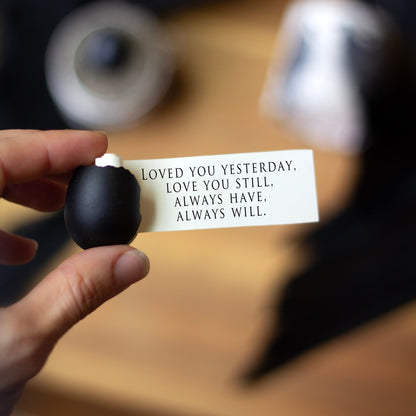 LOVED YOU YESTERDAY,
LOVE YOU STILL,
ALWAYS HAVE,
ALWAYS WILL.